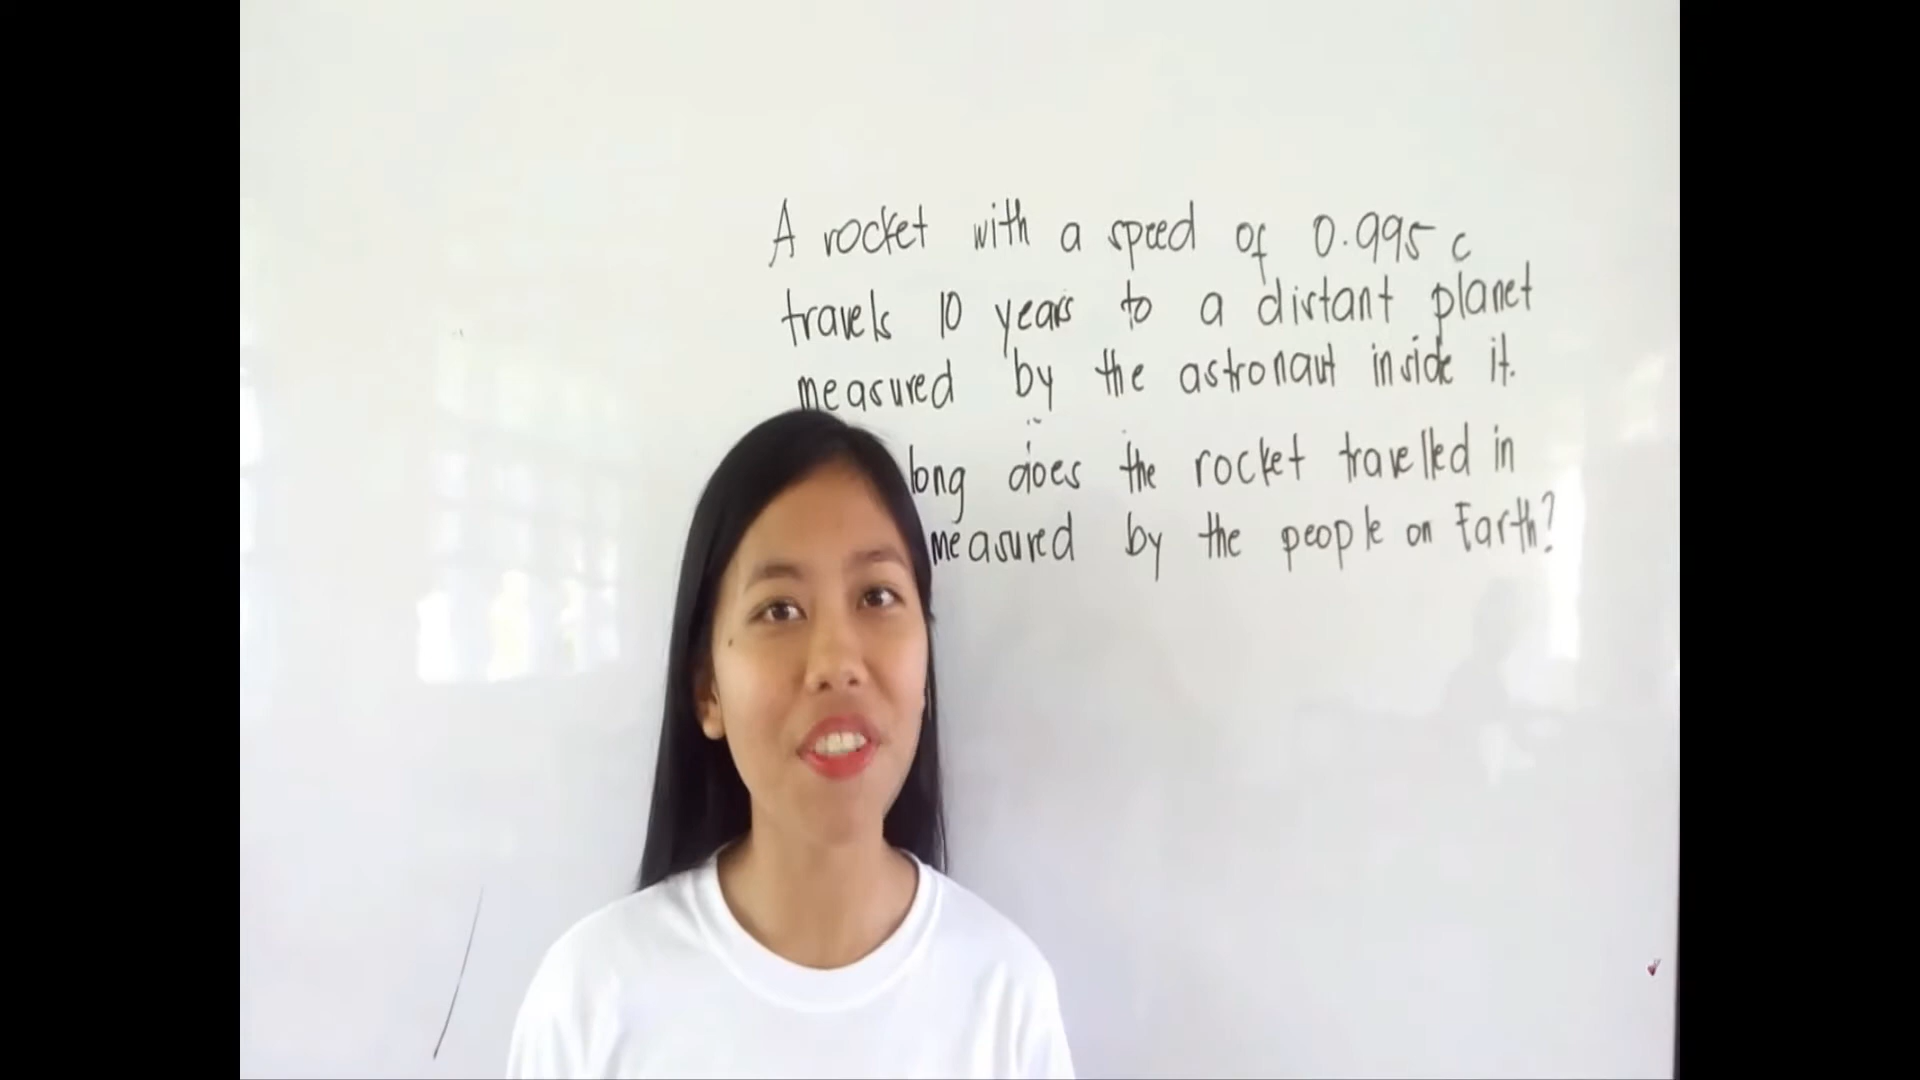 A rocket with a speed of 0.995 c
travels 10 years to a distant planet
measured by the astronaut inside it.
long does the rocket travelled in
measured by the people on Earth?